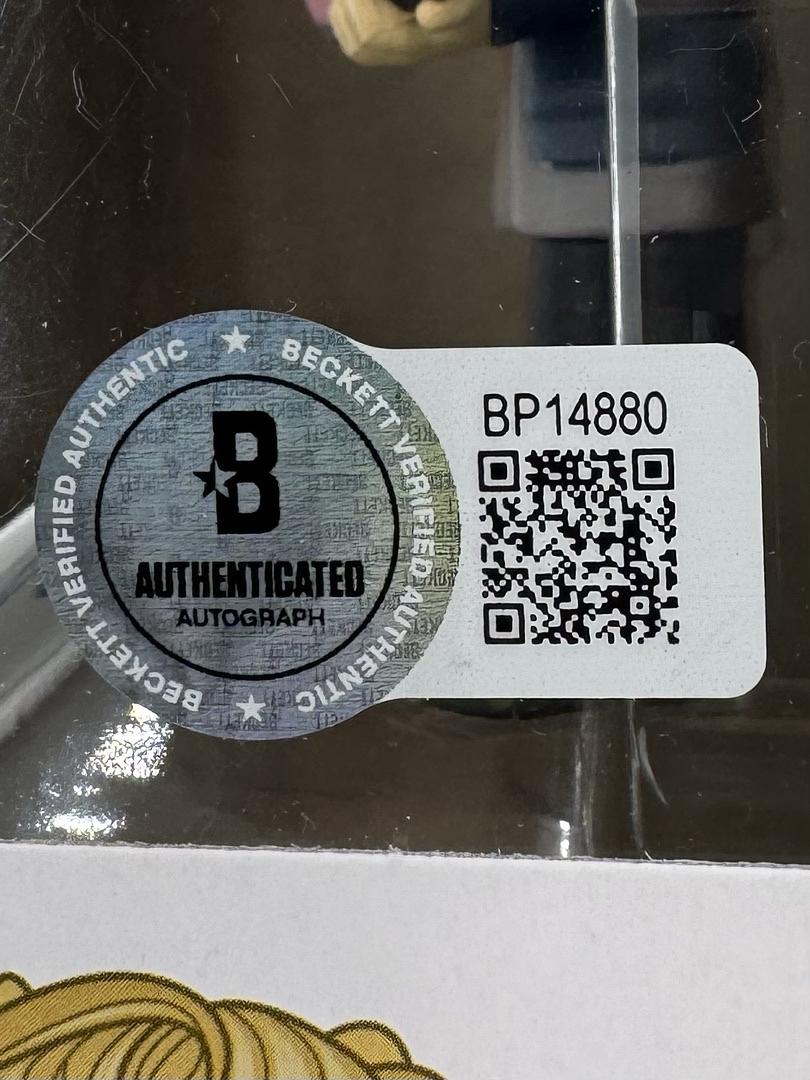 BECKETT VERIFIED AUTHENTIC
BECKETT VERIFIED AUTHENTIC
B
AUTHENTICATED
AUTOGRAPH
BP14880